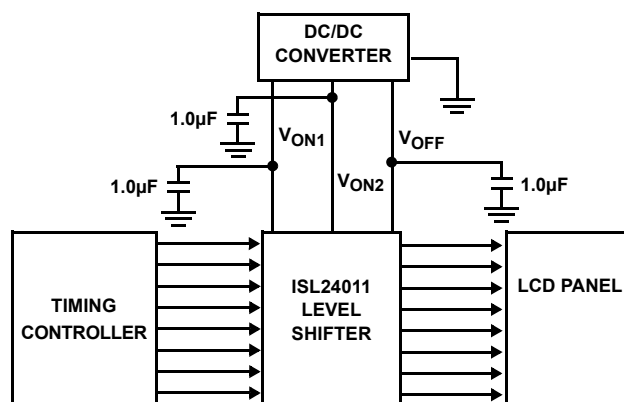 DC/DC
CONVERTER
1.0µF
VON1
VOFF
1.0µF
VON2
1.0µF
TIMING
CONTROLLER
ISL24011
LEVEL
SHIFTER
LCD PANEL